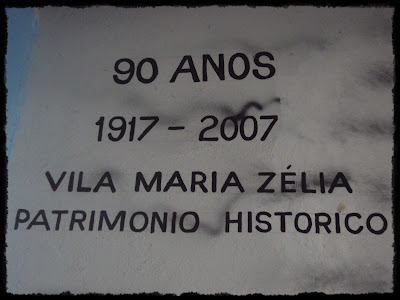 90 ANOS
1917 - 2007
VILA MARIA ZÉLIA
PATRIMONIO HISTORICO